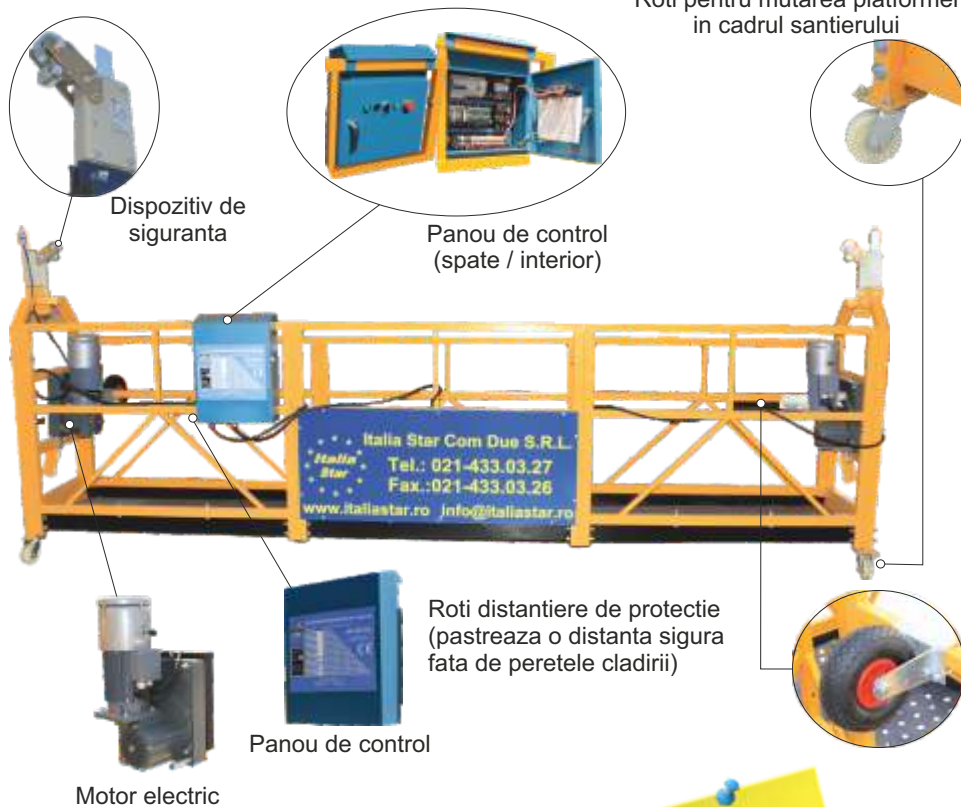 Roti pentru mutarea platformei
in cadrul santierului
Dispozitiv de
siguranta
Panou de control
(spate / interior)
Italia Star Com Due S.R.L.
Italia
Star
Tel.: 021-433.03.27
Fax.:021-433.03.26
www.italiastar.ro info@italiastar.ro
Roti distantiere de protectie
(pastreaza o distanta sigura
fata de peretele cladirii)
Panou de control
Motor electric